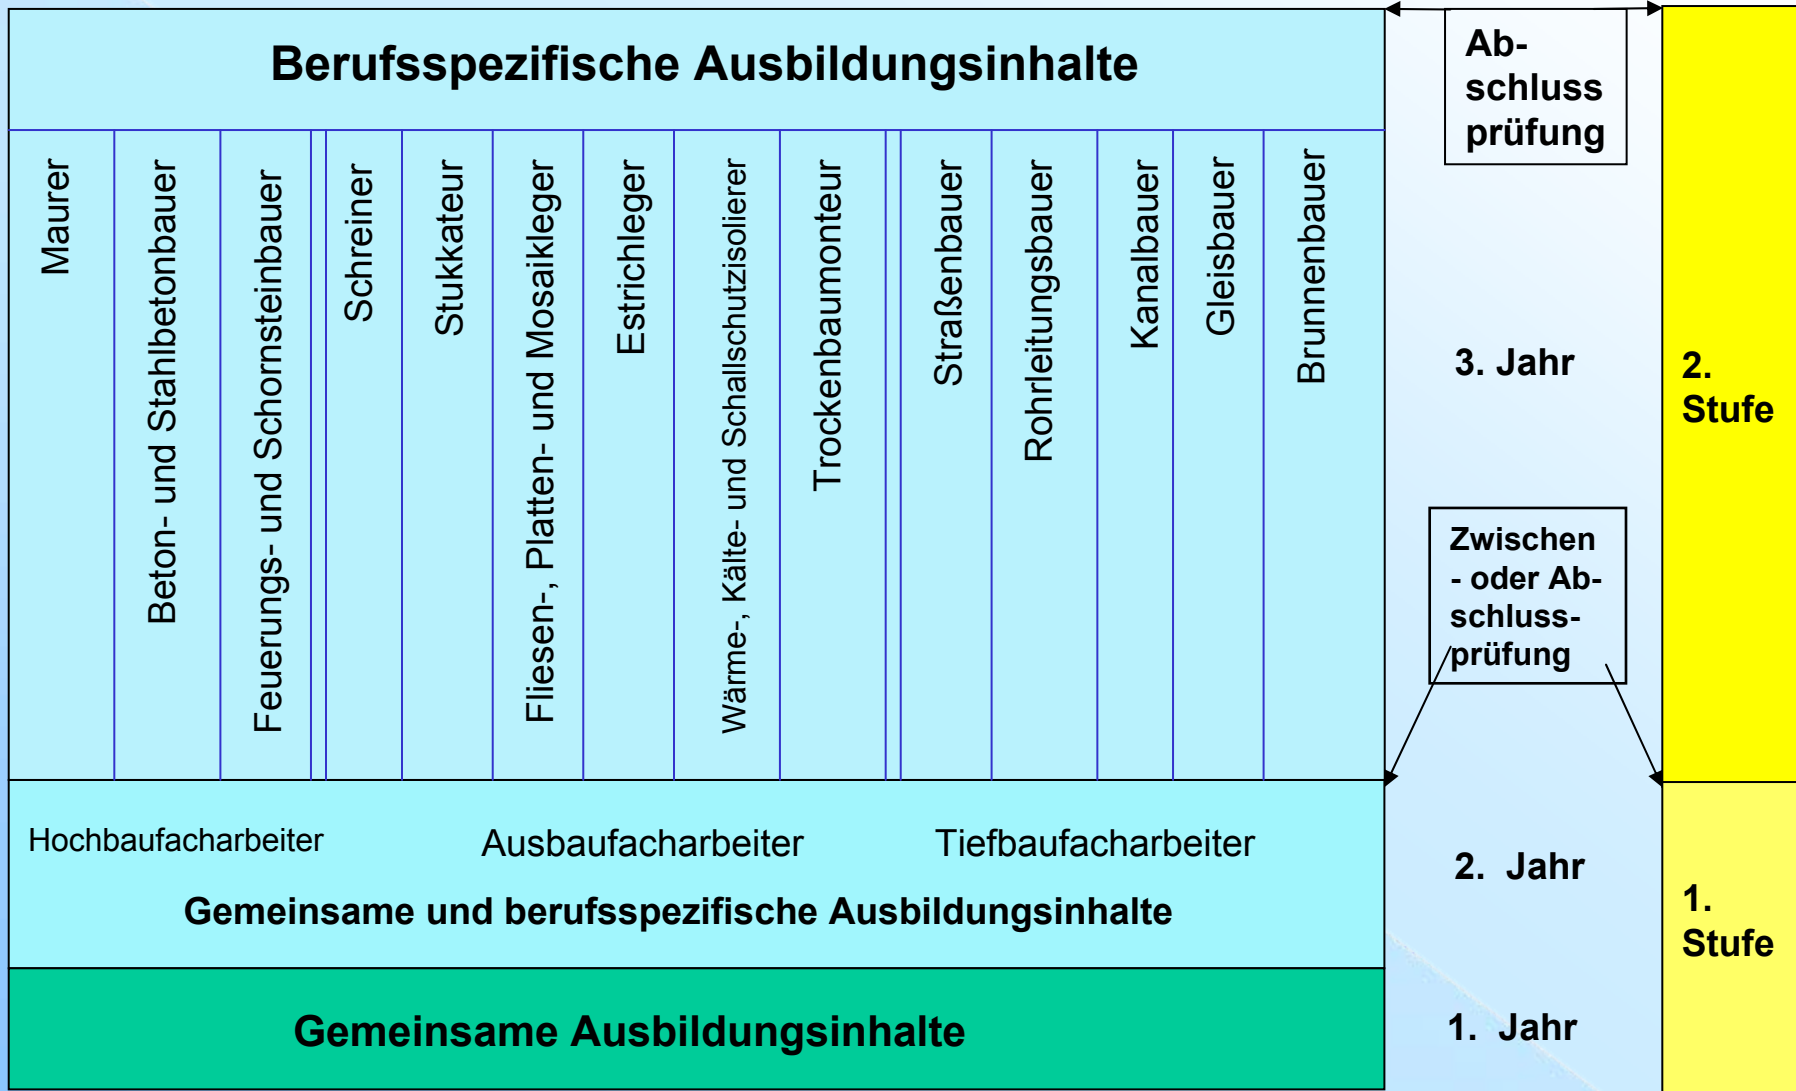 Berufsspezifische Ausbildungsinhalte
Ab-
schluss
prüfung
Maurer
Beton- und Stahlbetonbauer
Feuerungs- und Schornsteinbauer
Schreiner
Stukkateur
Fliesen-, Platten- und Mosaikleger
Estrichleger
Wärme-, Kälte- und Schallschutzisolierer
Trockenbaumonteur
Straßenbauer
Rohrleitungsbauer
Kanalbauer
Gleisbauer
Brunnenbauer
3. Jahr
2.
Stufe
Zwischen
- oder Ab-
schluss-
prüfung
Hochbaufacharbeiter
Ausbaufacharbeiter
Tiefbaufacharbeiter
2. Jahr
Gemeinsame und berufsspezifische Ausbildungsinhalte
1.
Stufe
Gemeinsame Ausbildungsinhalte
1. Jahr